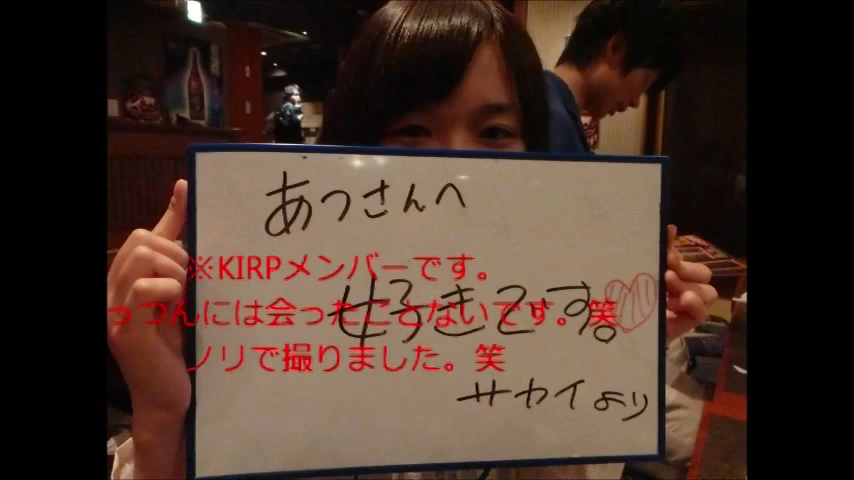 あつさんへ
※KIRPメンバーです。
好きです。
っつんには会ったことないです。笑
ノリで撮りました。笑
サカイより